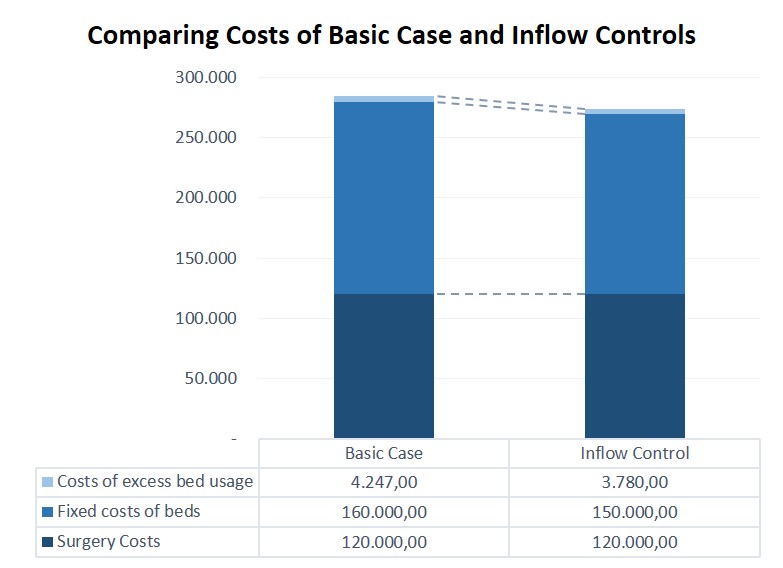 Comparing Costs of Basic Case and Inflow Controls
300.000
250.000
200.000
150.000
100.000
50.000
-
Basic Case Inflow Control
Costs of excess bed usage 4.247,00 3.780,00
Fixed costs of beds 160.000,00 150.000,00
Surgery Costs 120.000,00 120.000,00